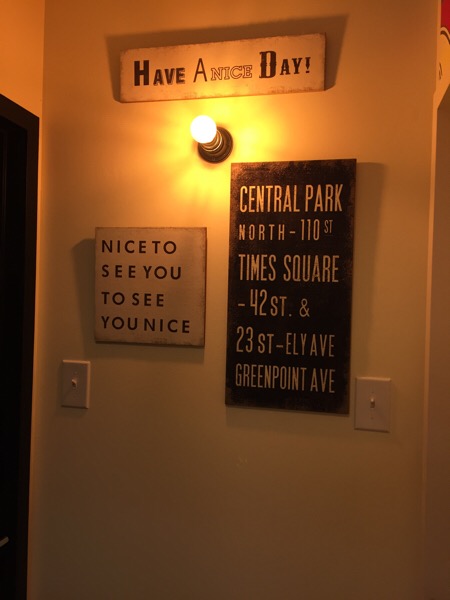 HAVE A NICE DAY!
NICE TO
SEE YOU
TO SEE
YOU NICE
CENTRAL PARK
NORTH-110 ST
TIMES SQUARE
- 42 ST. &
23 ST-ELY AVE
GREENPOINT AVE